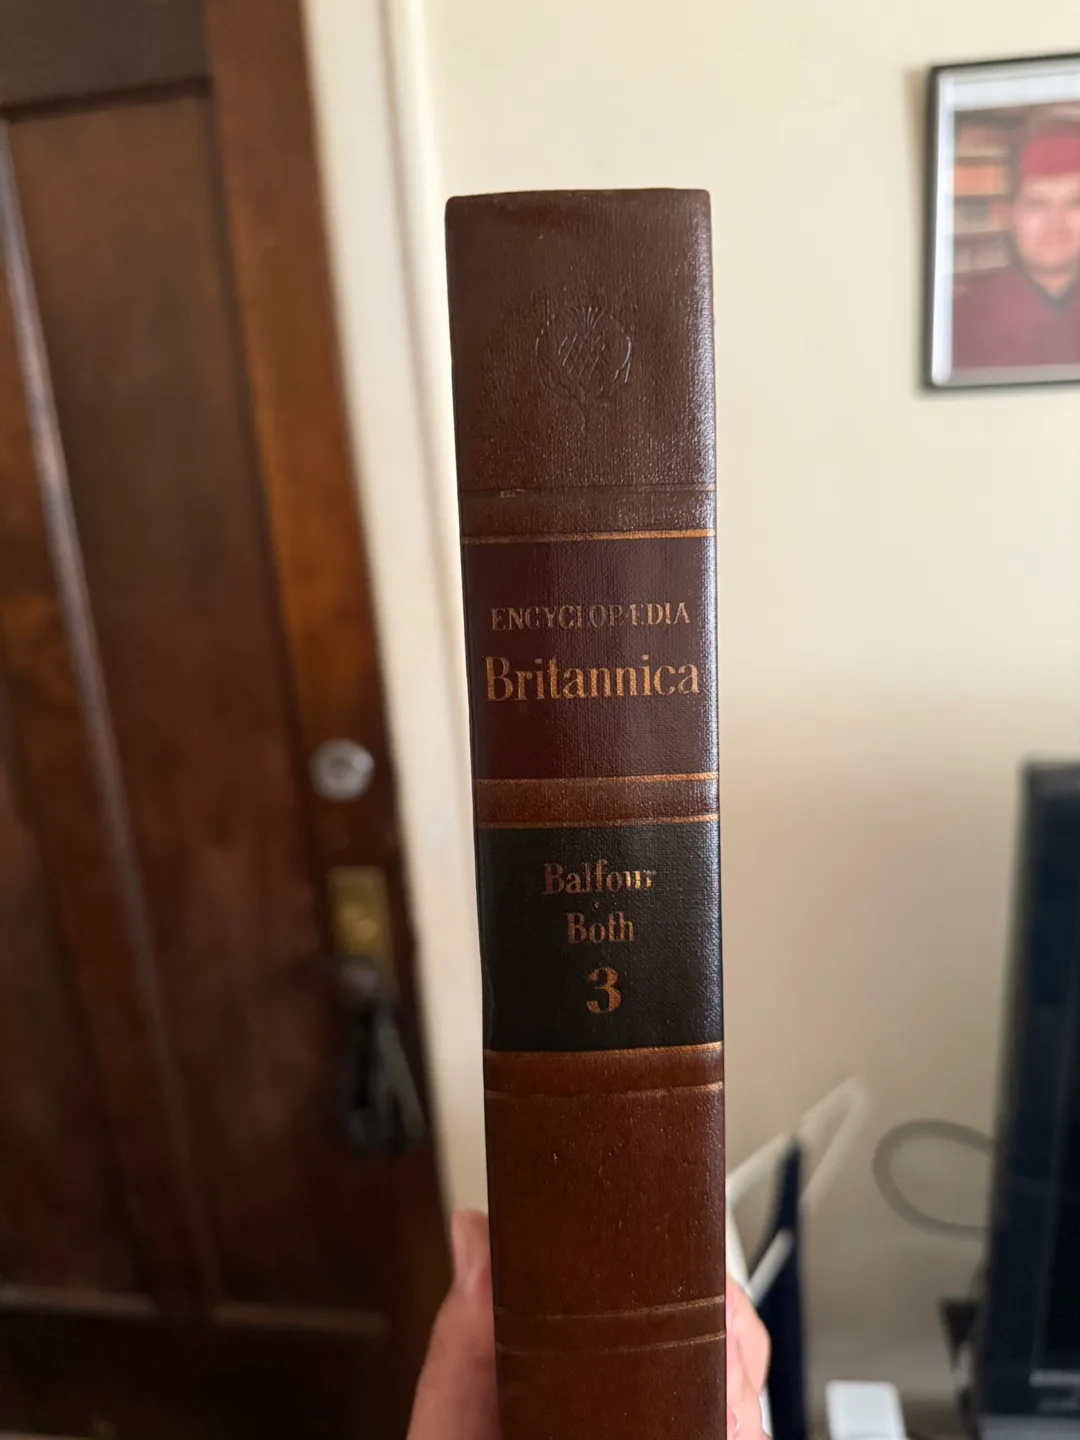 ENCYCLOPÆDIA
Britannica
Balfour
Both
3